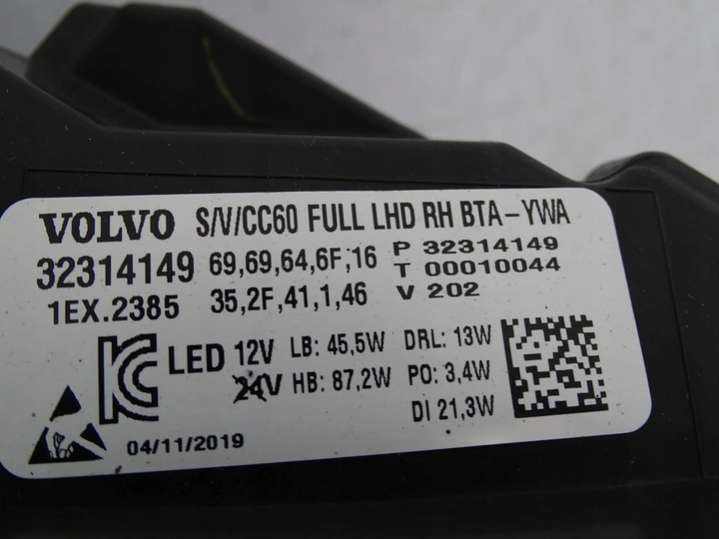 VOLVO S/V/CC60 FULL LHD RH BTA-YWA
32314149 69,69,64,6F,16 P 32314149
1EX.2385 35,2F,41,1,46 T 00010044
V 202
LED 12V LB: 45,5W DRL: 13W
24V HB: 87,2W PO: 3,4W
DI 21,3W
04/11/2019